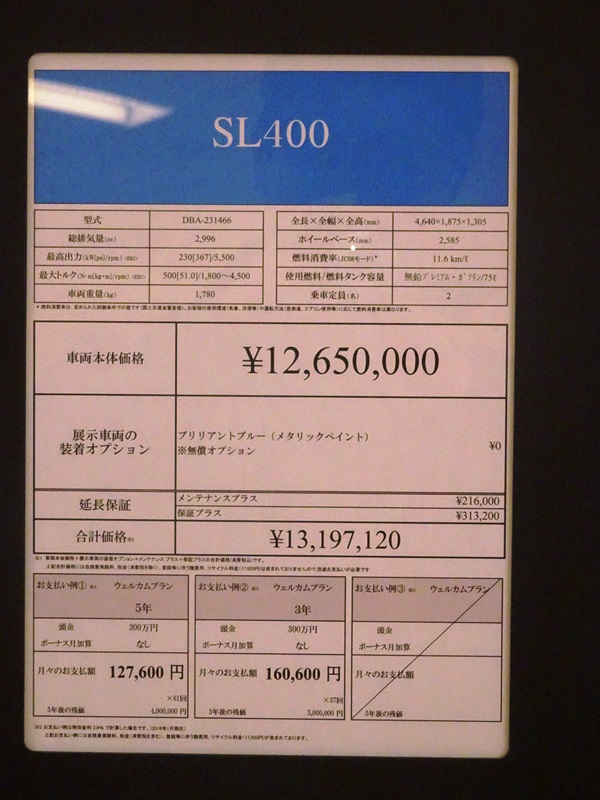 SL400
型式 DBA-231466
総排気量(cc) 2,996
最高出力(kW[ps]/rpm)<EEC> 230[367]/5,500
最大トルク(N・m[kg・m]/rpm)<EEC> 500[51.0]/1,800~4,500
車両重量(kg) 1,780
全長×全幅×全高(mm) 4,640×1,875×1,305
ホイールベース(mm) 2,585
燃料消費率(JC08モード)* 11.6 km/ℓ
使用燃料/燃料タンク容量 無鉛プレミアム・ガソリン/75ℓ
乗車定員(名) 2
車両本体価格 ¥12,650,000
展示車両の
装着オプション
ブリリアントブルー(メタリックペイント)
※無償オプション
¥0
延長保証
メンテナンスプラス ¥216,000
保証プラス ¥313,200
合計価格※1 ¥13,197,120
お支払い例① ※2 ウェルカムプラン
5年
頭金 300万円
ボーナス月加算 なし
月々のお支払額 127,600 円
×61回
5年後の残価 4,000,000 円
お支払い例② ※2 ウェルカムプラン
3年
頭金 300万円
ボーナス月加算 なし
月々のお支払額 160,600 円
×37回
3年後の残価 5,000,000 円
お支払い例③ ※2 ウェルカムプラン
頭金
ボーナス月加算
月々のお支払額
5年後の残価